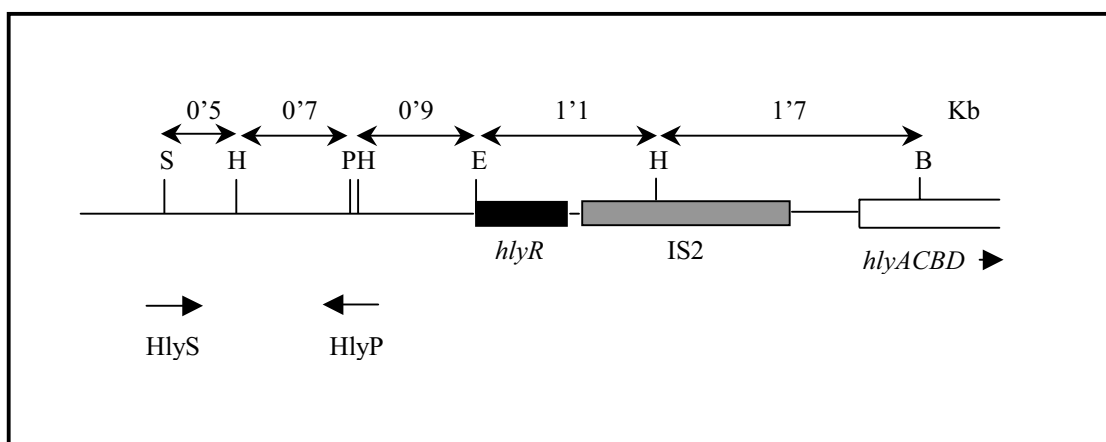 0’5 0’7 0’9 1’1 1’7 Kb
S H PH E H B
hlyR IS2 hlyACBD
HlyS HlyP